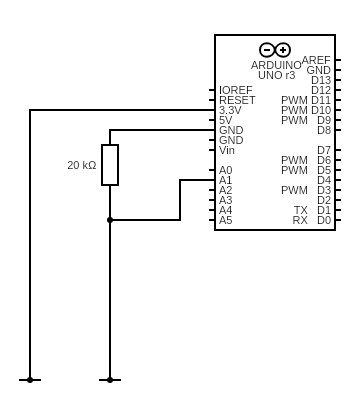 ARDUINO
UNO r3
AREF
GND
D13
IOREF D12
RESET PWM D11
3.3V PWM D10
5V PWM D9
GND D8
GND
Vin D7
PWM D6
A0 PWM D5
A1 D4
A2 PWM D3
A3 D2
A4 TX D1
A5 RX D0
20 kΩ